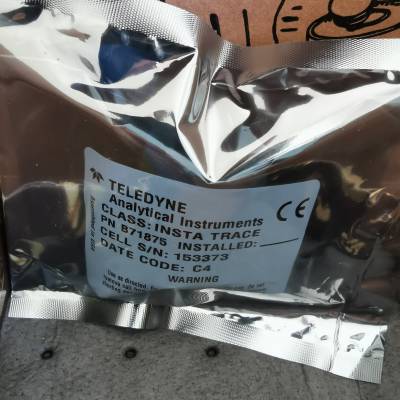 TELEDYNE
Analytical Instruments
CLASS: INSTA TRACE
PN B71875 INSTALLED:
CELL S/N: 153373
DATE CODE: C4
WARNING
CE